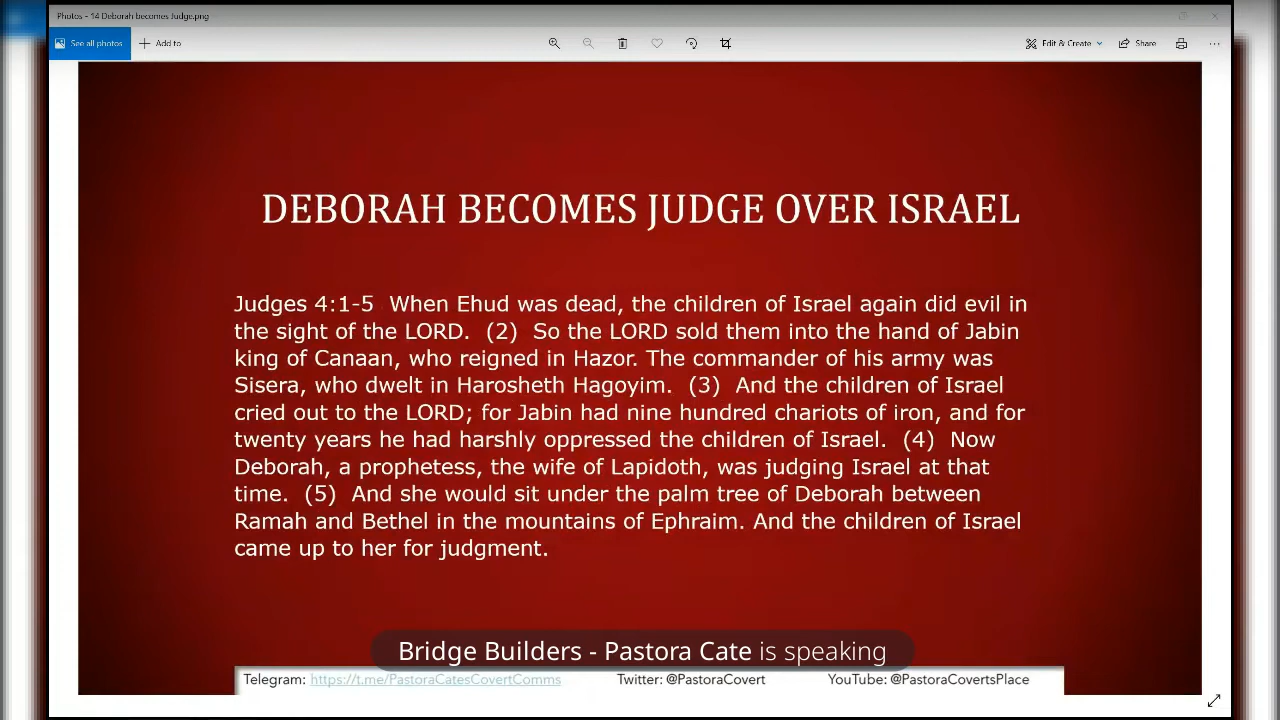 Photos - 14 Deborah becomes Judge.png
See all photos
Add to
Edit & Create
Share
DEBORAH BECOMES JUDGE OVER ISRAEL
Judges 4:1-5 When Ehud was dead, the children of Israel again did evil in
the sight of the LORD. (2) So the LORD sold them into the hand of Jabin
king of Canaan, who reigned in Hazor. The commander of his army was
Sisera, who dwelt in Harosheth Hagoyim. (3) And the children of Israel
cried out to the LORD; for Jabin had nine hundred chariots of iron, and for
twenty years he had harshly oppressed the children of Israel. (4) Now
Deborah, a prophetess, the wife of Lapidoth, was judging Israel at that
time. (5) And she would sit under the palm tree of Deborah between
Ramah and Bethel in the mountains of Ephraim. And the children of Israel
came up to her for judgment.
Bridge Builders - Pastora Cate is speaking
Telegram: https://t.me/PastoraCatesCovertComms
Twitter: @PastoraCovert
YouTube: @PastoraCovertsPlace